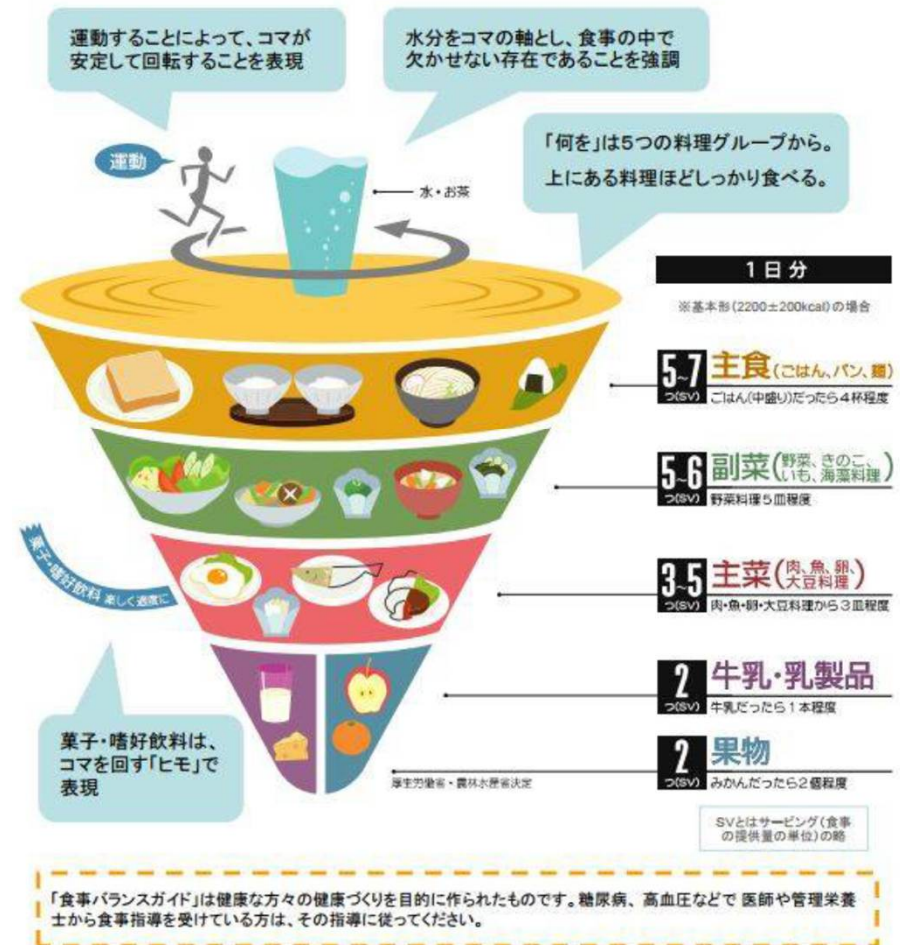 運動することによって、コマが
安定して回転することを表現
水分をコマの軸とし、食事の中で
欠かせない存在であることを強調
「何を」は5つの料理グループから。
上にある料理ほどしっかり食べる。
運動
水・お茶
1日分
※基本形(2200±200kcal)の場合
5~7
つ(SV)
主食(ごはん、パン、麺)
ごはん(中盛り)だったら4杯程度
5~6
つ(SV)
副菜(野菜、きのこ、
いも、海藻料理)
野菜料理5皿程度
3~5
つ(SV)
主菜(肉、魚、卵、
大豆料理)
肉・魚・卵・大豆料理から3皿程度
菓子・嗜好飲料 楽しく適度に
2
つ(SV)
牛乳・乳製品
牛乳だったら1本程度
2
つ(SV)
果物
みかんだったら2個程度
菓子・嗜好飲料は、
コマを回す「ヒモ」で
表現
厚生労働省・農林水産省決定
SVとはサービング(食事
の提供量の単位)の略
「食事バランスガイド」は健康な方々の健康づくりを目的に作られたものです。糖尿病、高血圧などで 医師や管理栄養
士から食事指導を受けている方は、その指導に従ってください。